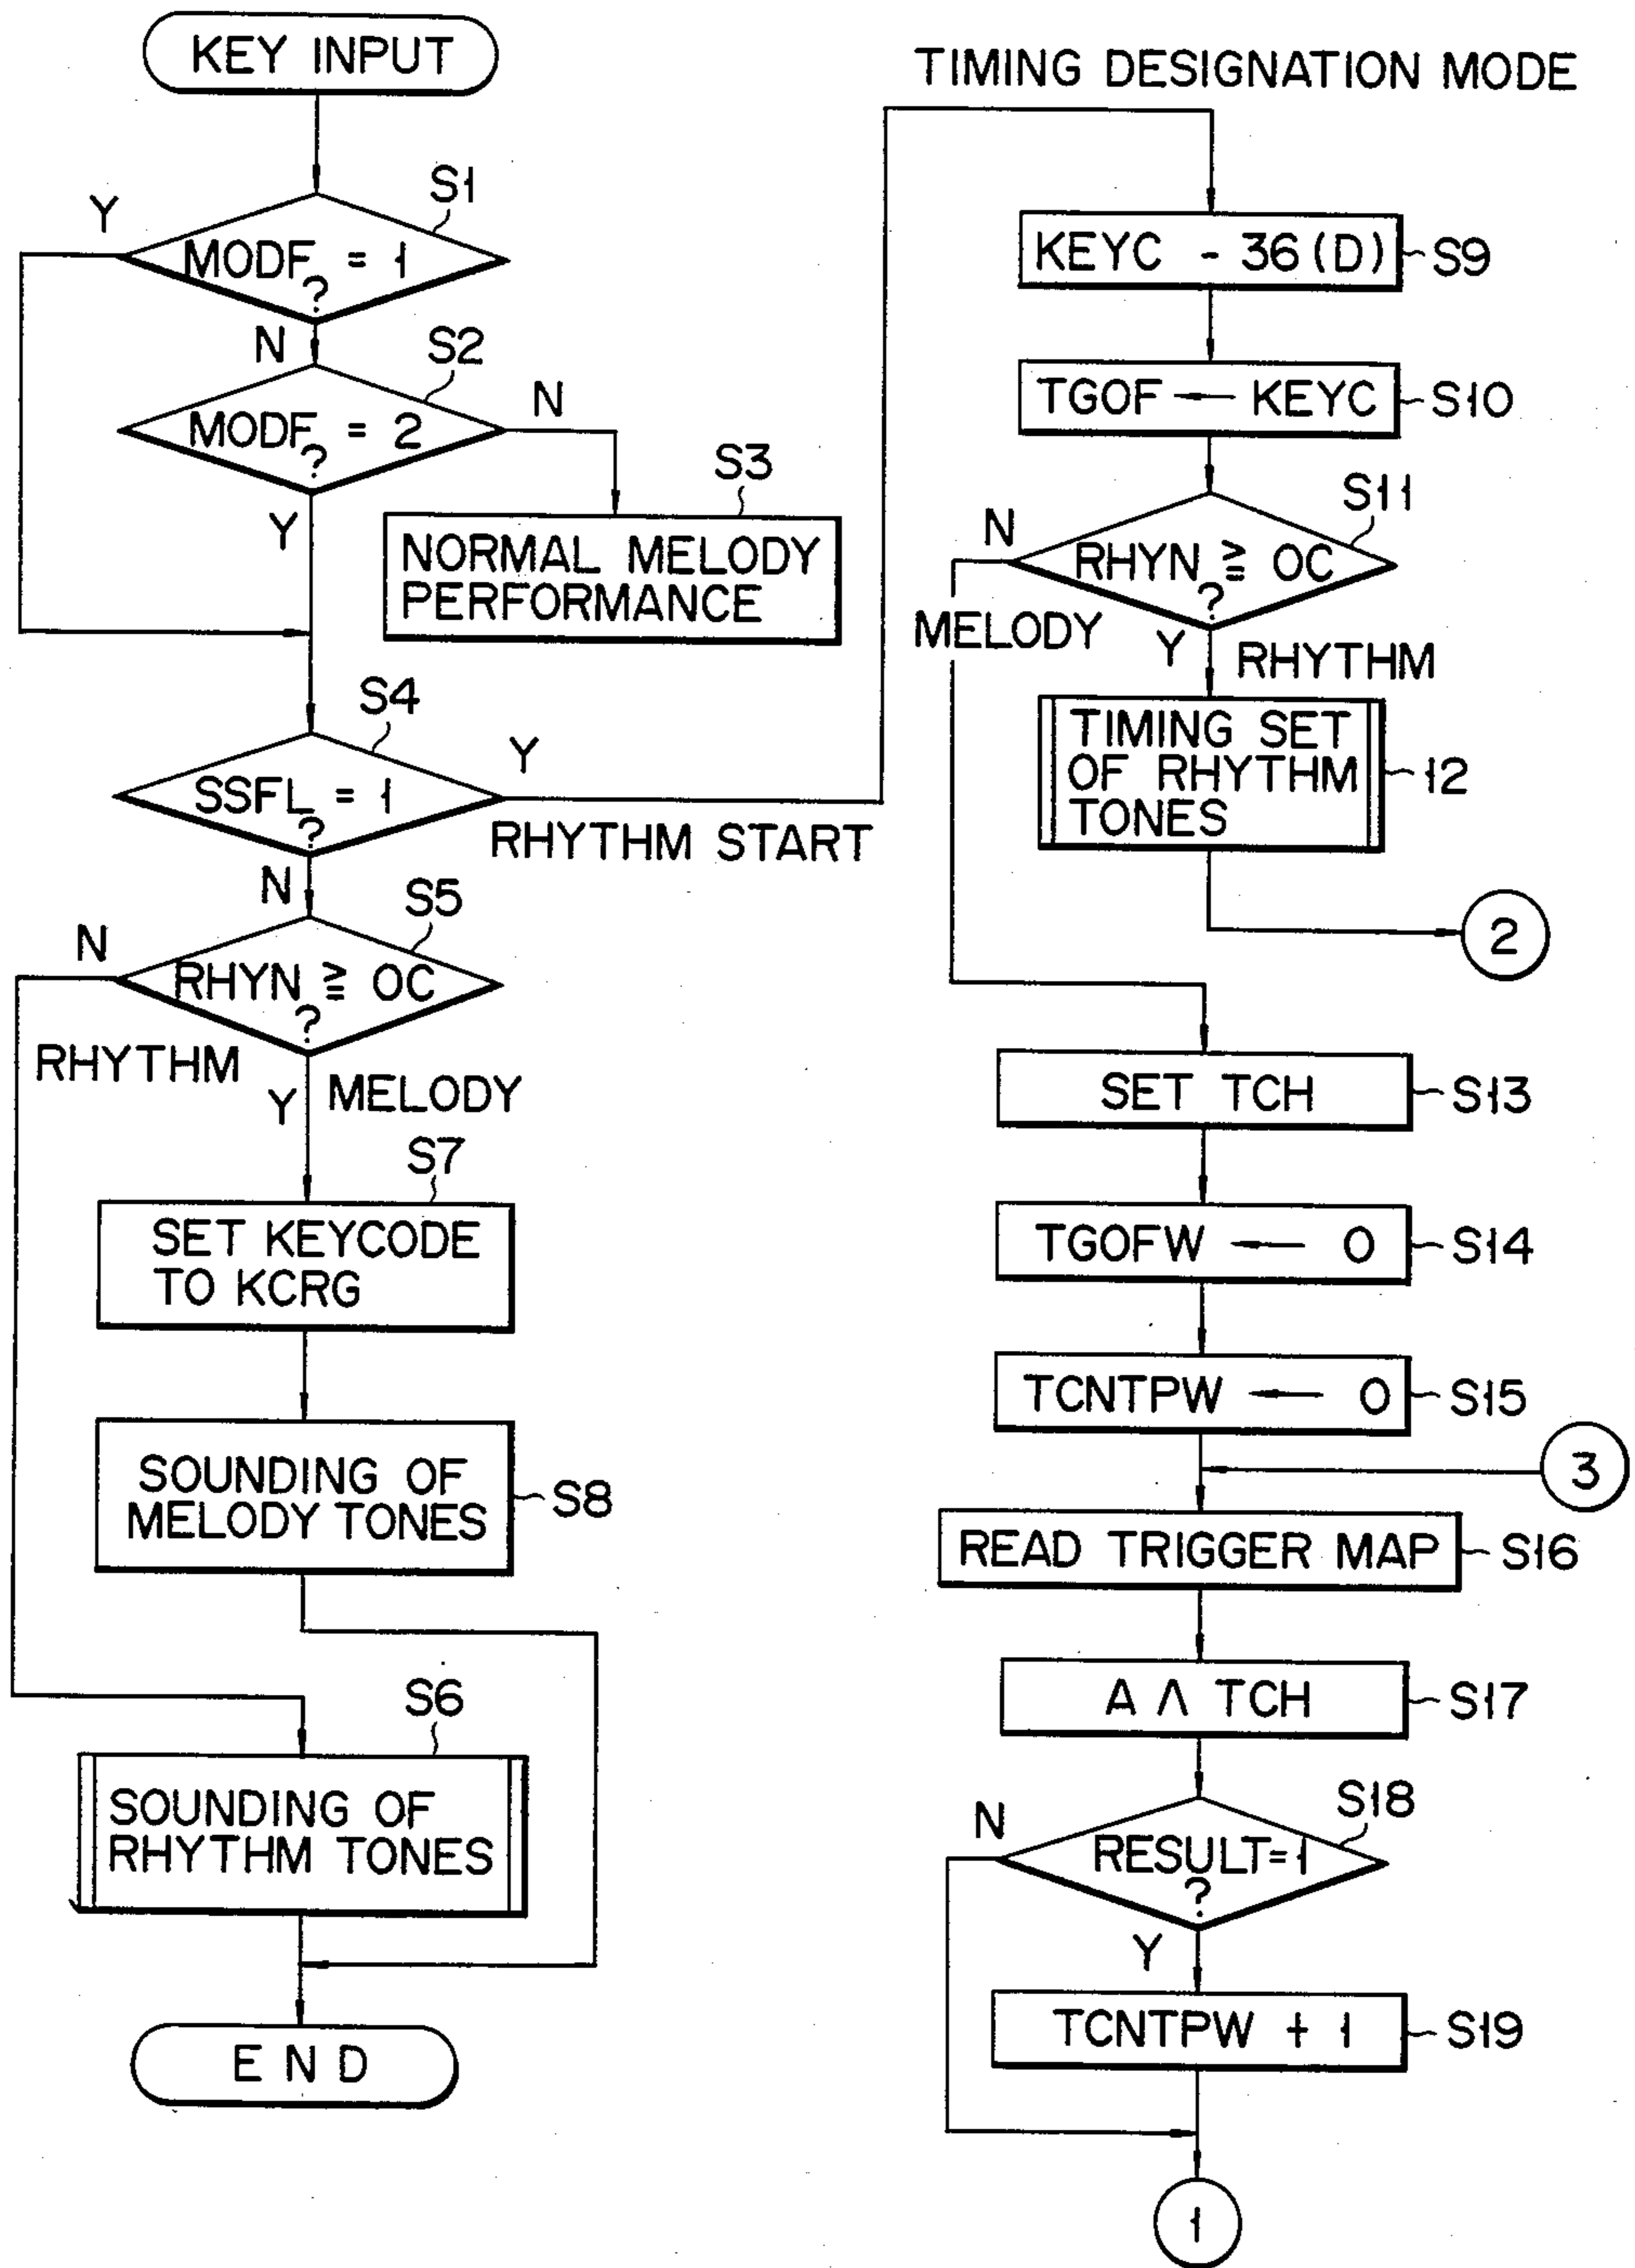 KEY INPUT
S1
Y
MODF = 1
?
N
S2
MODF = 2
?
N
Y
S3
NORMAL MELODY
PERFORMANCE
S4
SSFL = 1
?
Y
RHYTHM START
N
S5
N
RHYN ≧ OC
?
RHYTHM
Y
MELODY
S7
SET KEYCODE
TO KCRG
SOUNDING OF
MELODY TONES
S8
S6
SOUNDING OF
RHYTHM TONES
END
TIMING DESIGNATION MODE
KEYC - 36 (D)
S9
TGOF ← KEYC
S10
S11
N
RHYN ≧ OC
?
MELODY
Y
RHYTHM
TIMING SET
OF RHYTHM
TONES
12
2
SET TCH
S13
TGOFW ← 0
S14
TCNTPW ← 0
S15
3
READ TRIGGER MAP
S16
A ∧ TCH
S17
S18
N
RESULT=1
?
Y
TCNTPW + 1
S19
1